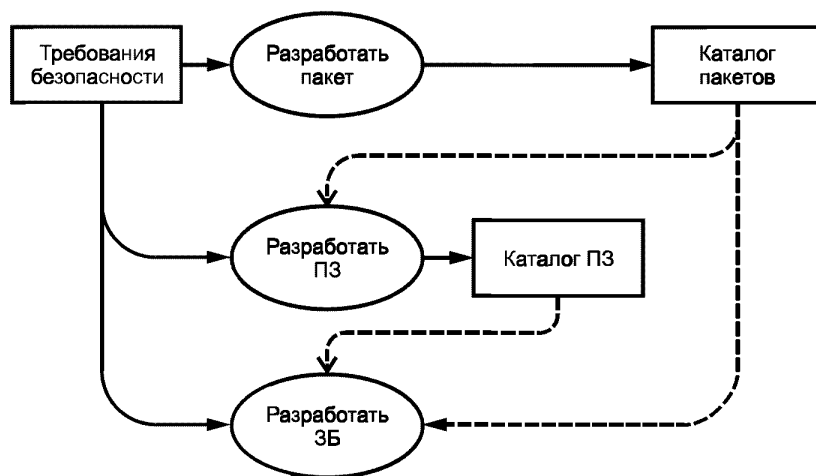 Требования
безопасности
Разработать
пакет
Каталог
пакетов
Разработать
ПЗ
Каталог ПЗ
Разработать
ЗБ